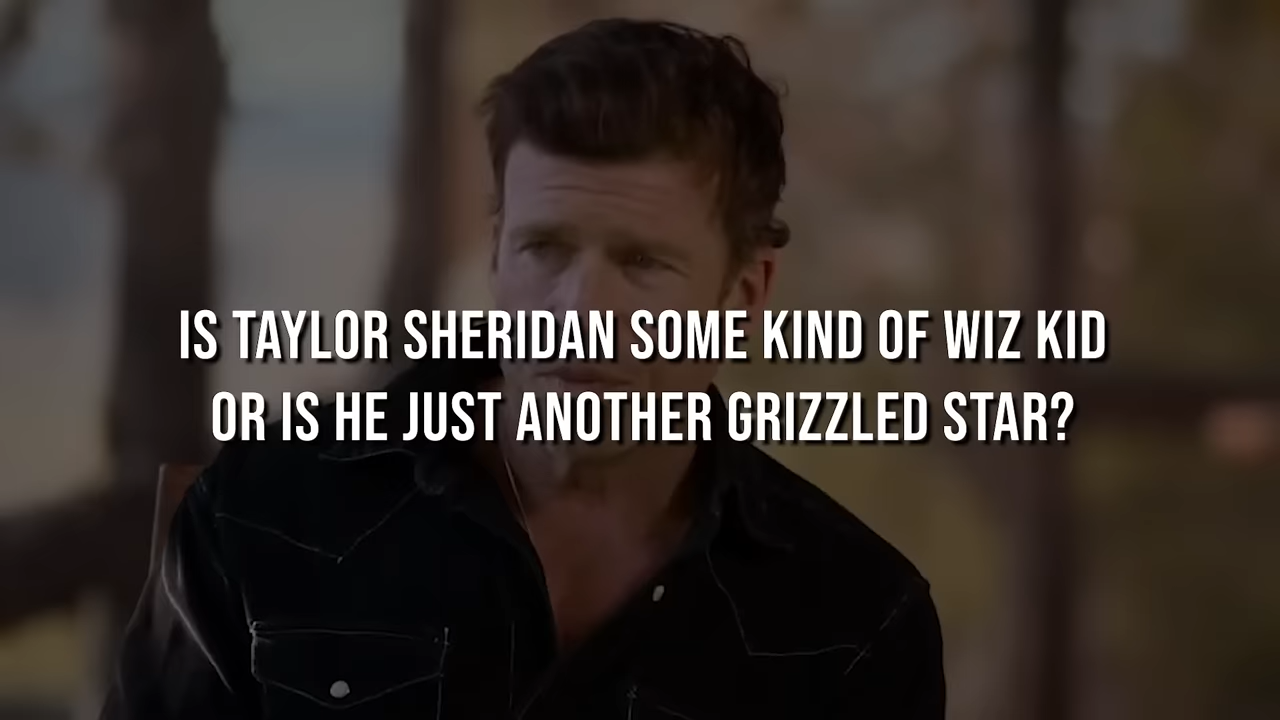 IS TAYLOR SHERIDAN SOME KIND OF WIZ KID
OR IS HE JUST ANOTHER GRIZZLED STAR?